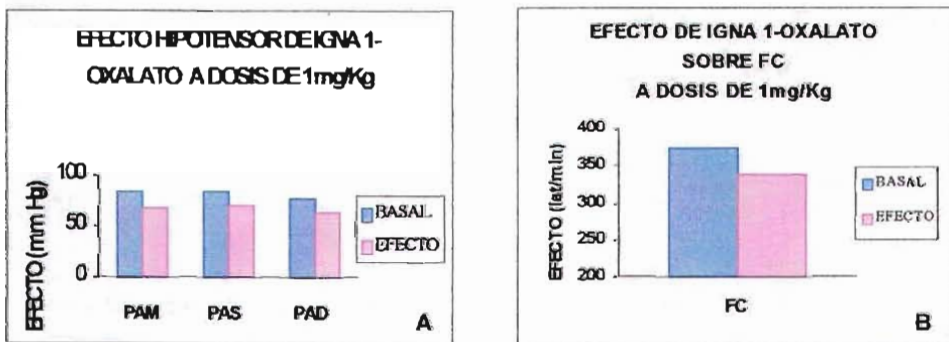 EFECTO HIPOTENSOR DE IGNA 1-
OXALATO A DOSIS DE 1mg/Kg
EFECTO (mm Hg)
100
50
0
PAM
PAS
PAD
BASAL
EFECTO
A
EFECTO DE IGNA 1-OXALATO
SOBRE FC
A DOSIS DE 1mg/Kg
EFECTO (lat/min)
400
350
300
250
200
FC
BASAL
EFECTO
B